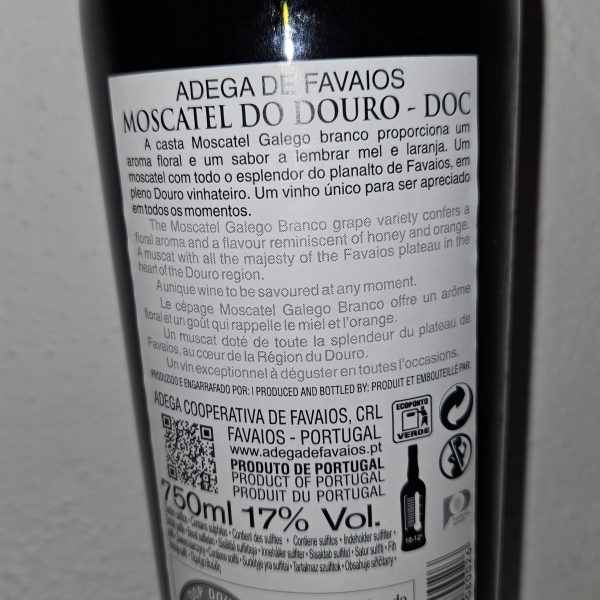 ADEGA DE FAVAIOS
MOSCATEL DO DOURO - DOC
A casta Moscatel Galego branco proporciona um
aroma floral e um sabor a lembrar mel e laranja. Um
moscatel com todo o esplendor do planalto de Favaios, em
pleno Douro vinhateiro. Um vinho único para ser apreciado
em todos os momentos.
The Moscatel Galego Branco grape variety confers a
floral aroma and a flavour reminiscent of honey and orange.
A muscat with all the majesty of the Favaios plateau in the
heart of the Douro region.
A unique wine to be savoured at any moment.
Le cépage Moscatel Galego Branco offre un arôme
floral et un goût qui rappelle le miel et l'orange.
Un muscat doté de toute la splendeur du plateau de
Favaios, au cœur de la Région du Douro.
Un vin exceptionnel à déguster en toutes l'occasions.
PRODUZIDO E ENGARRAFADO POR: I PRODUCED AND BOTTLED BY: PRODUIT ET EMBOUTEILLÉ PAR:
ADEGA COOPERATIVA DE FAVAIOS, CRL
FAVAIOS - PORTUGAL
www.adegadefavaios.pt
PRODUTO DE PORTUGAL
PRODUCT OF PORTUGAL
PRODUIT DU PORTUGAL
ECOPONTO
VERDE
750ml 17% Vol.
Contains sulphites • Contient des sulfites • Contiene sulfitos • Indeholder sulfitter